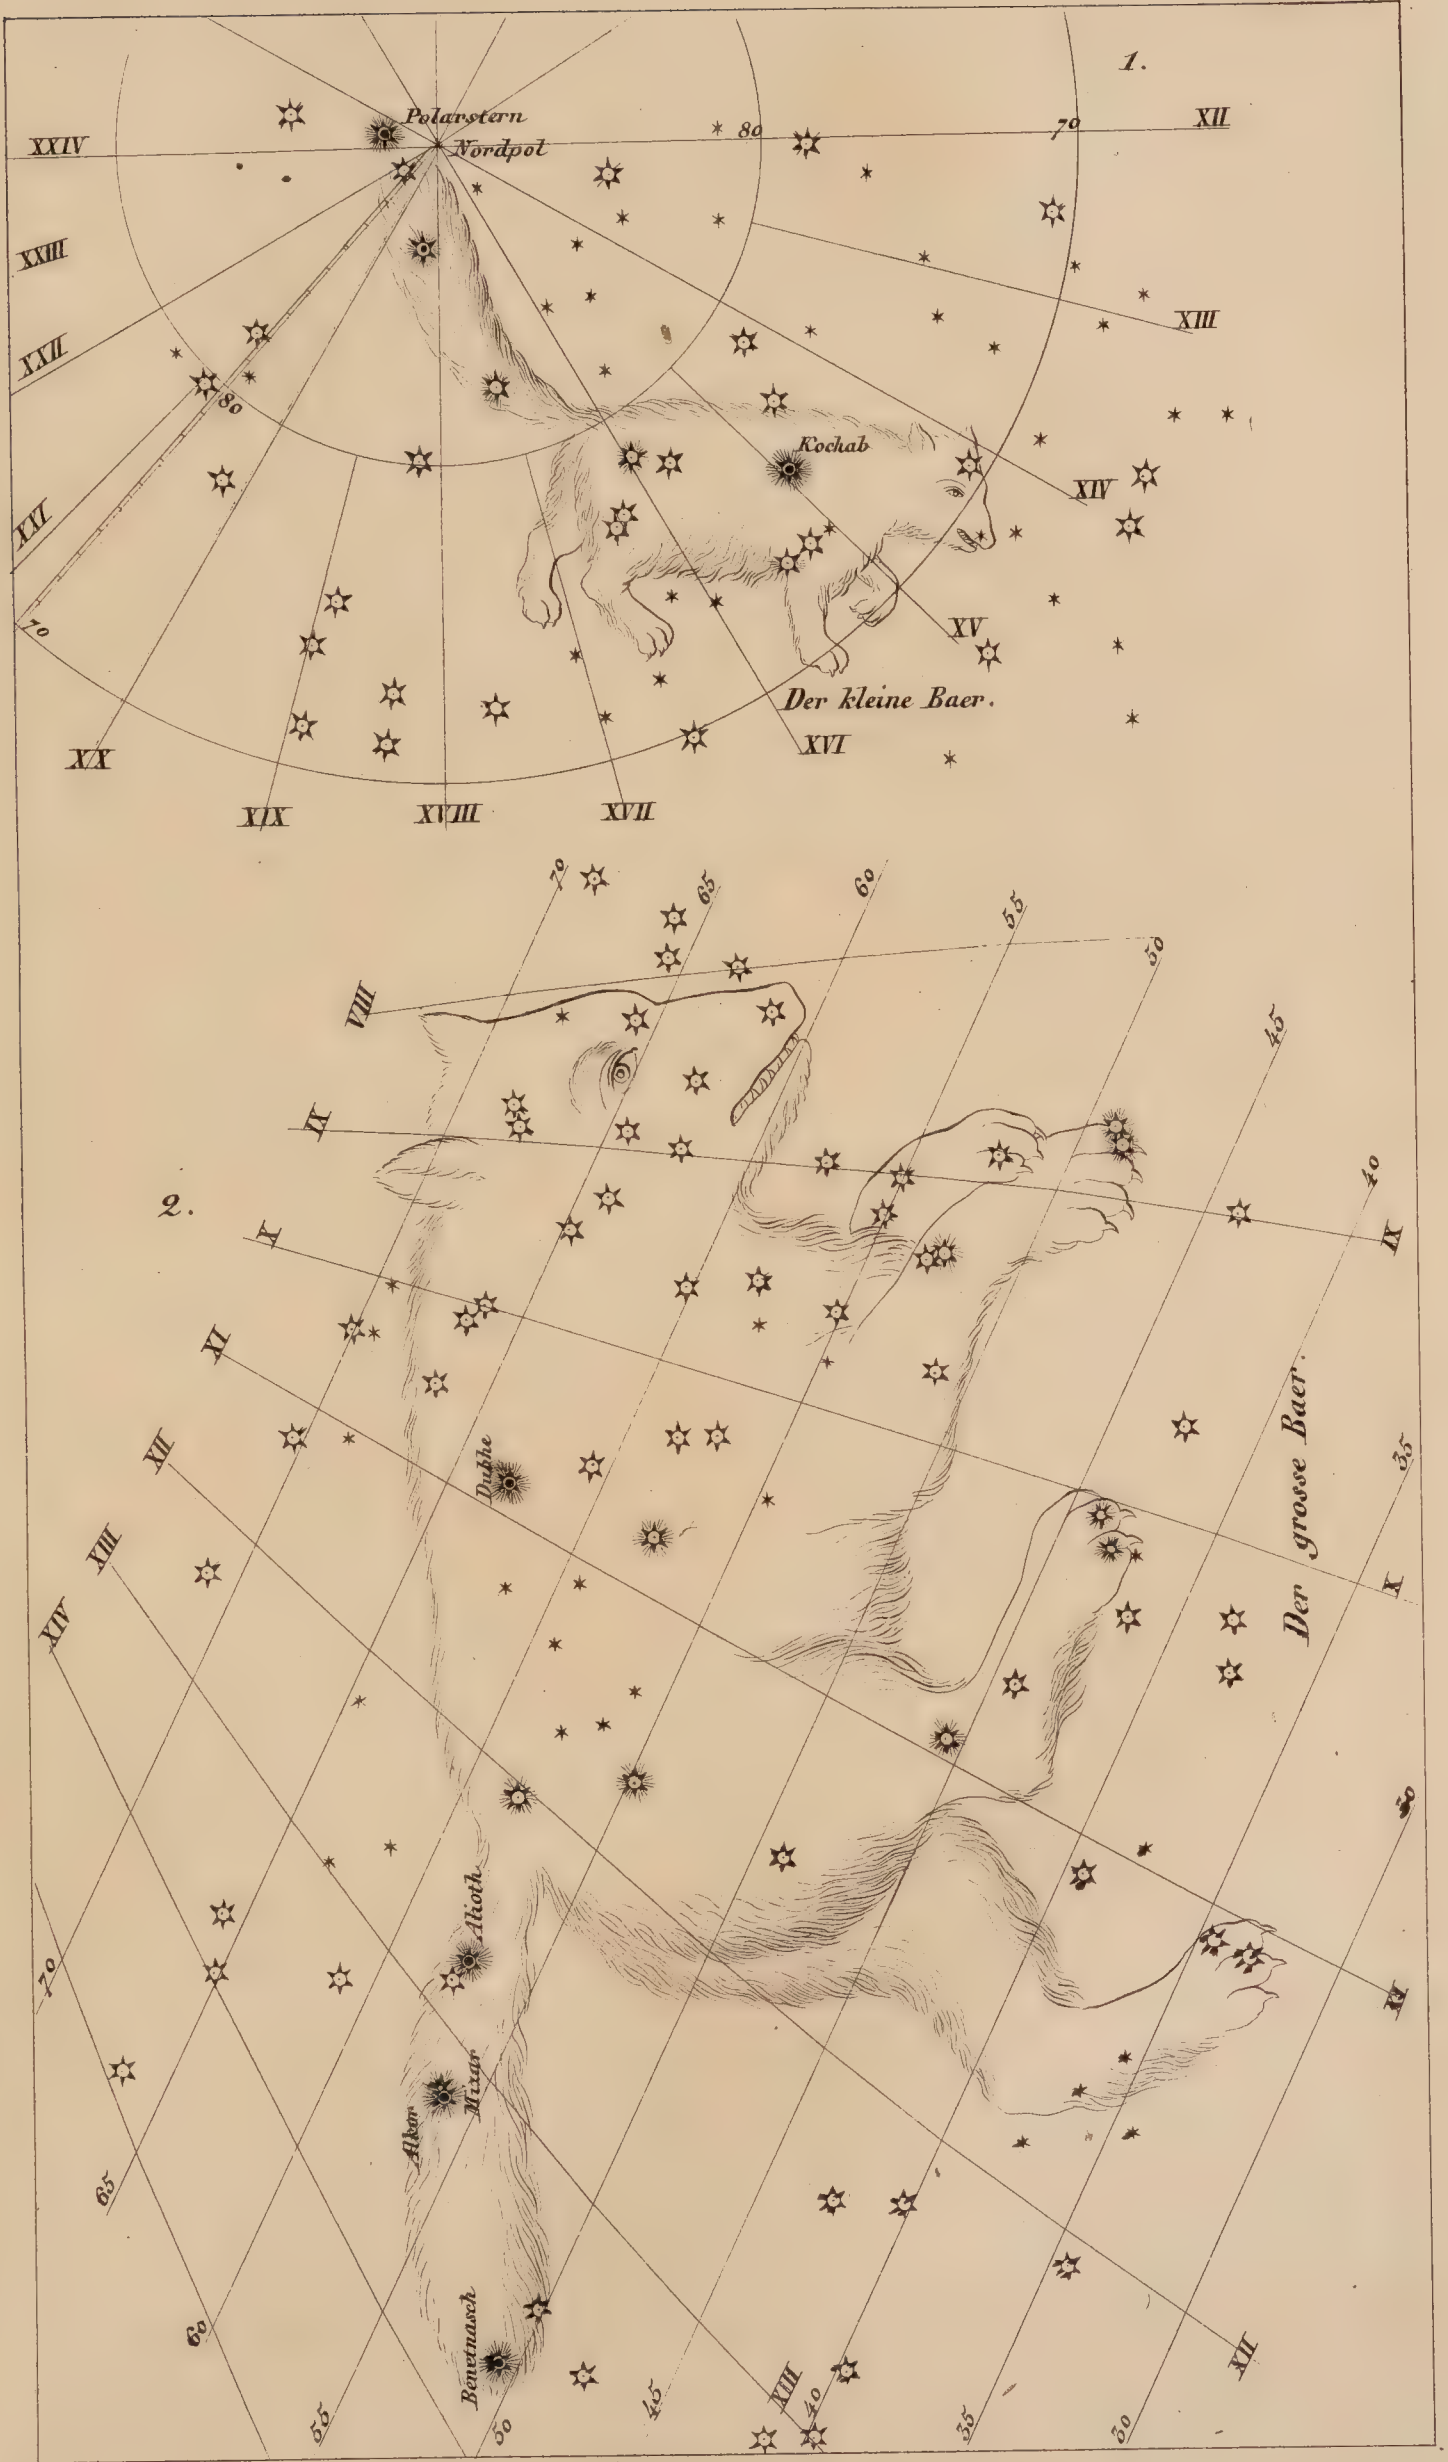 1.
Polarstern
Nordpol
80
70
XII
XXIV
XXIII
XXII
XXI
80
70
XIII
Kochab
XIV
XV
Der kleine Baer.
XVI
XX
XIX
XVIII
XVII
70
65
60
55
50
45
40
35
30
VIII
IX
2.
X
XI
XII
XIII
XIV
IX
Dubhe
Der grosse Baer.
X
Alioth
XI
70
Mizar
Alkor
65
60
Benetnasch
55
50
45
XIII
40
35
30
XII